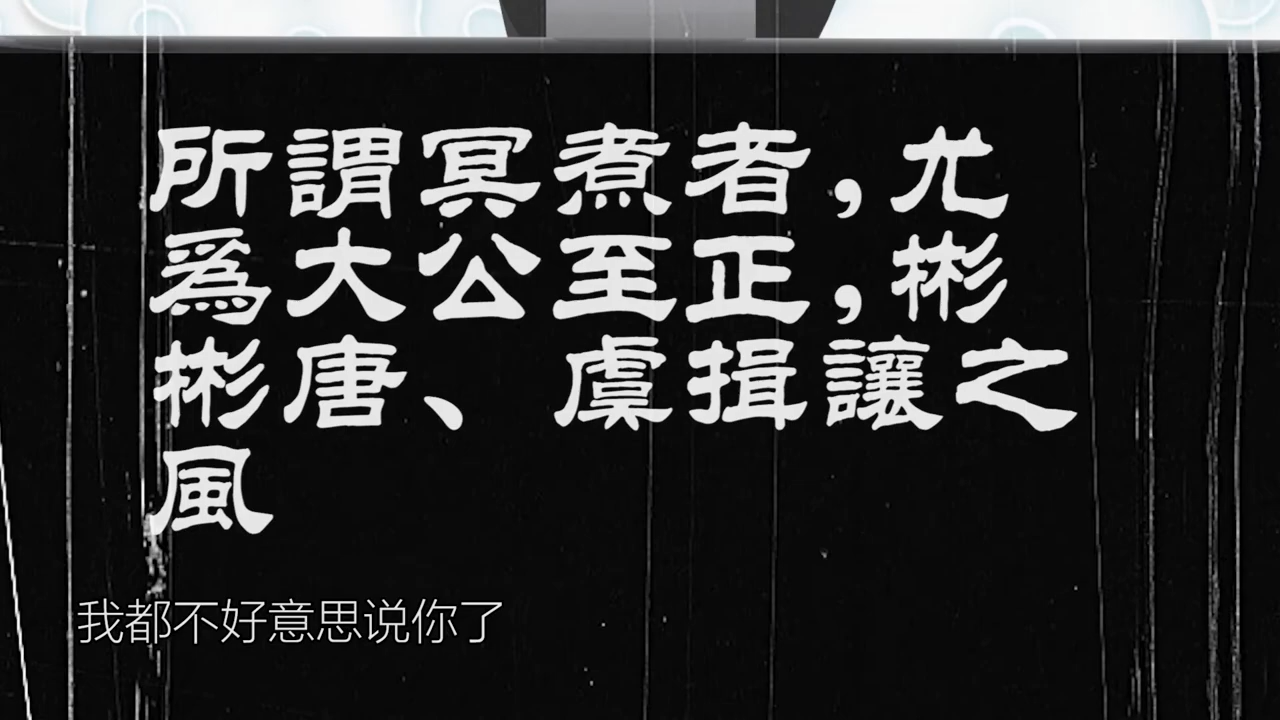 所謂冥煮者，尤
爲大公至正，彬
彬唐、虞揖讓之
風
我都不好意思说你了